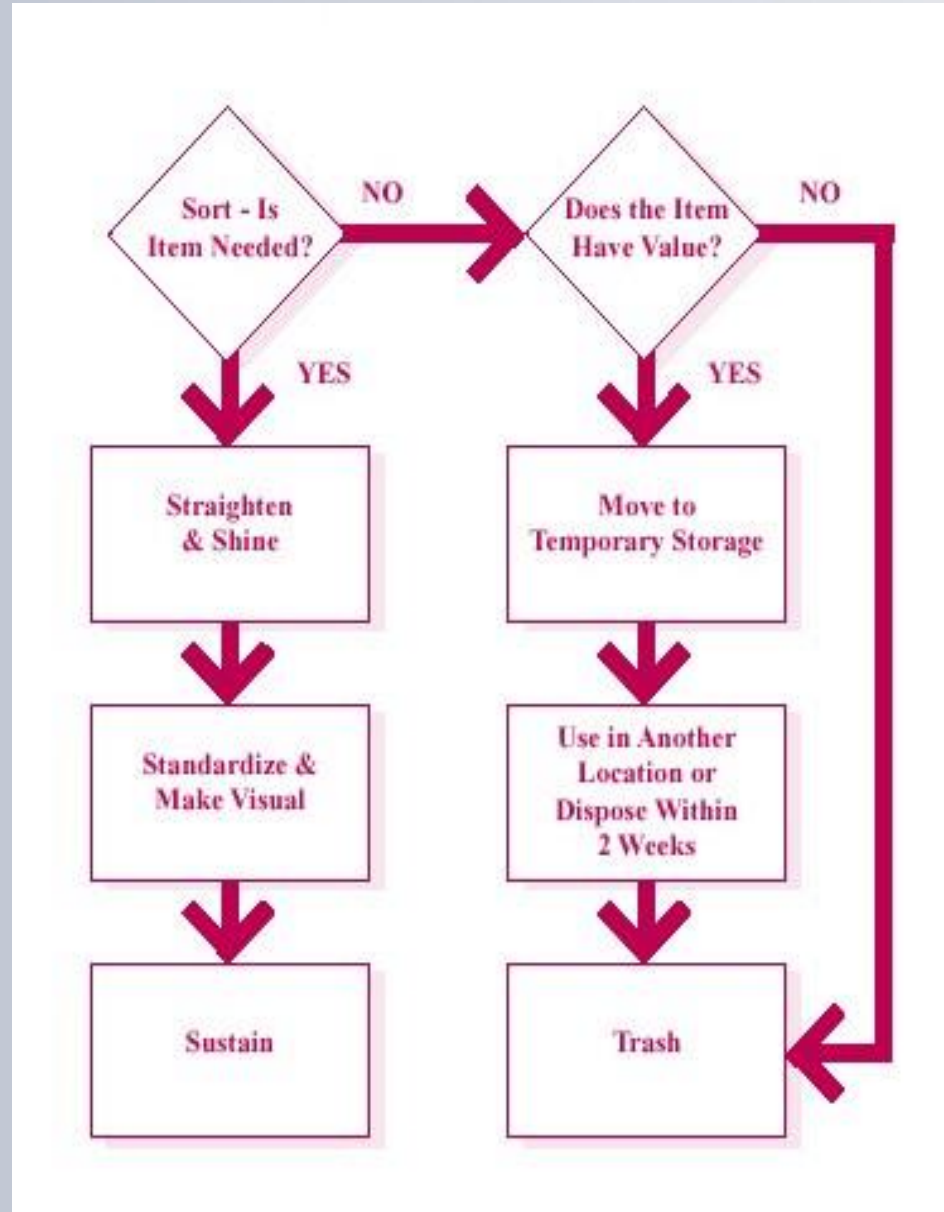 Sort - Is
Item Needed?
NO
Does the Item
Have Value?
NO
YES
YES
Straighten
& Shine
Move to
Temporary Storage
Standardize &
Make Visual
Use in Another
Location or
Dispose Within
2 Weeks
Sustain
Trash